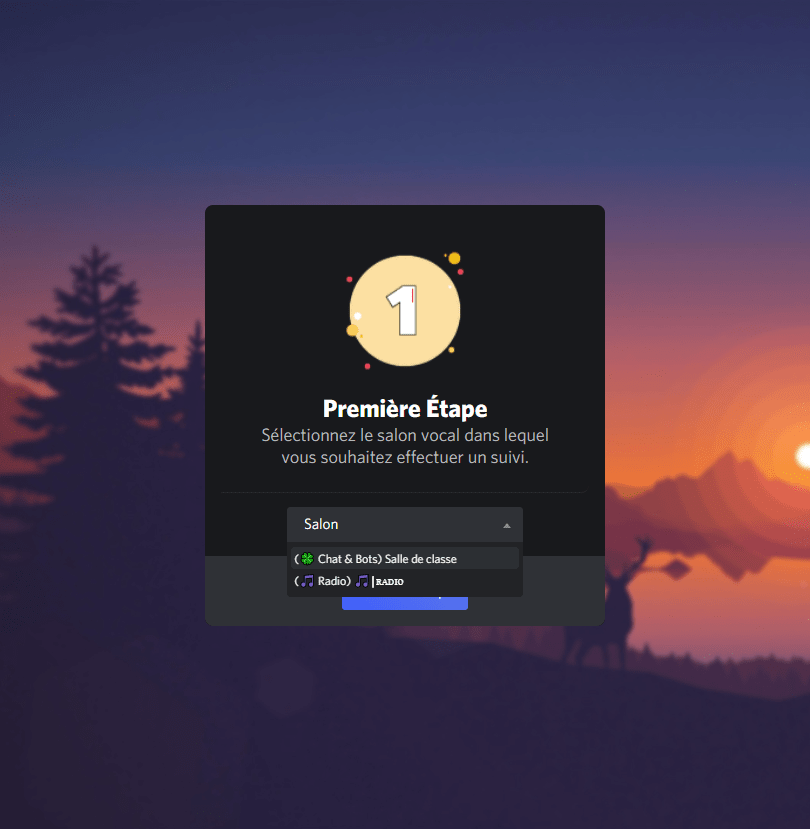 1
Première Étape
Sélectionnez le salon vocal dans lequel
vous souhaitez effectuer un suivi.
Salon
(🍀 Chat & Bots) Salle de classe
(🎵 Radio) 🎵|ʀᴀᴅɪᴏ